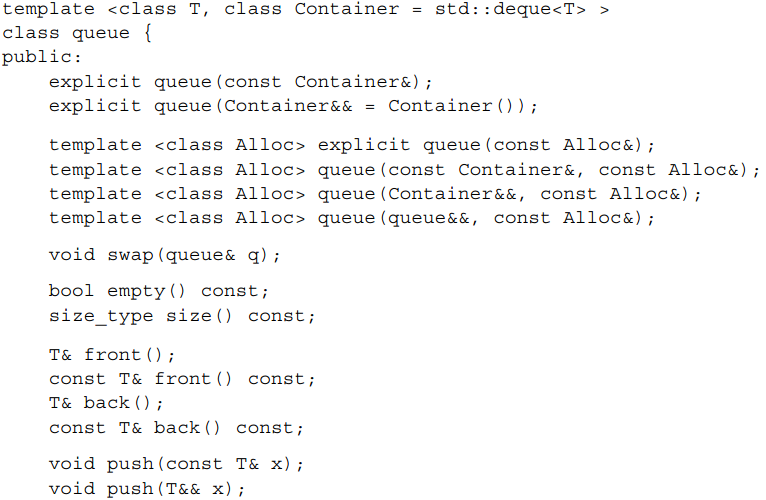 template <class T, class Container = std::deque<T> >
class queue {
public:
    explicit queue(const Container&);
    explicit queue(Container&& = Container());
    template <class Alloc> explicit queue(const Alloc&);
    template <class Alloc> queue(const Container&, const Alloc&);
    template <class Alloc> queue(Container&&, const Alloc&);
    template <class Alloc> queue(queue&&, const Alloc&);
    void swap(queue& q);
    bool empty() const;
    size_type size() const;
    T& front();
    const T& front() const;
    T& back();
    const T& back() const;
    void push(const T& x);
    void push(T&& x);